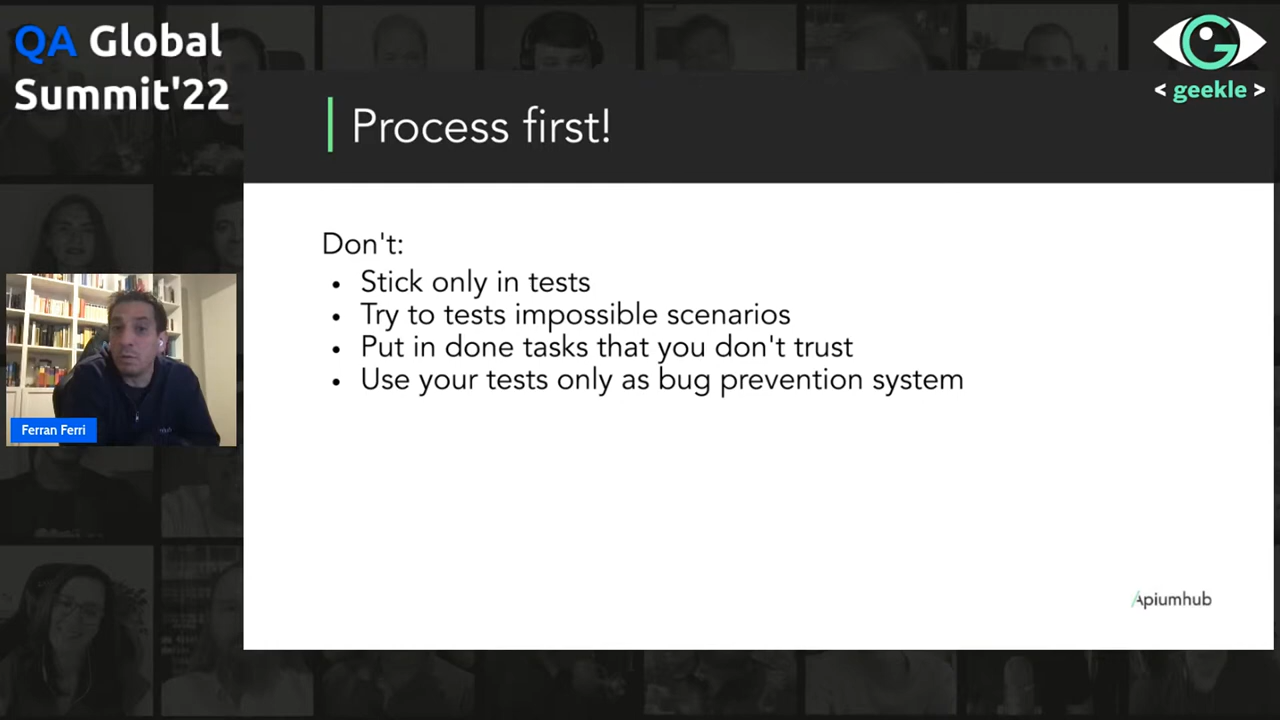 QA Global
Summit'22
< geekle >
Process first!
Don't:
• Stick only in tests
• Try to tests impossible scenarios
• Put in done tasks that you don't trust
• Use your tests only as bug prevention system
Ferran Ferri
Apiumhub